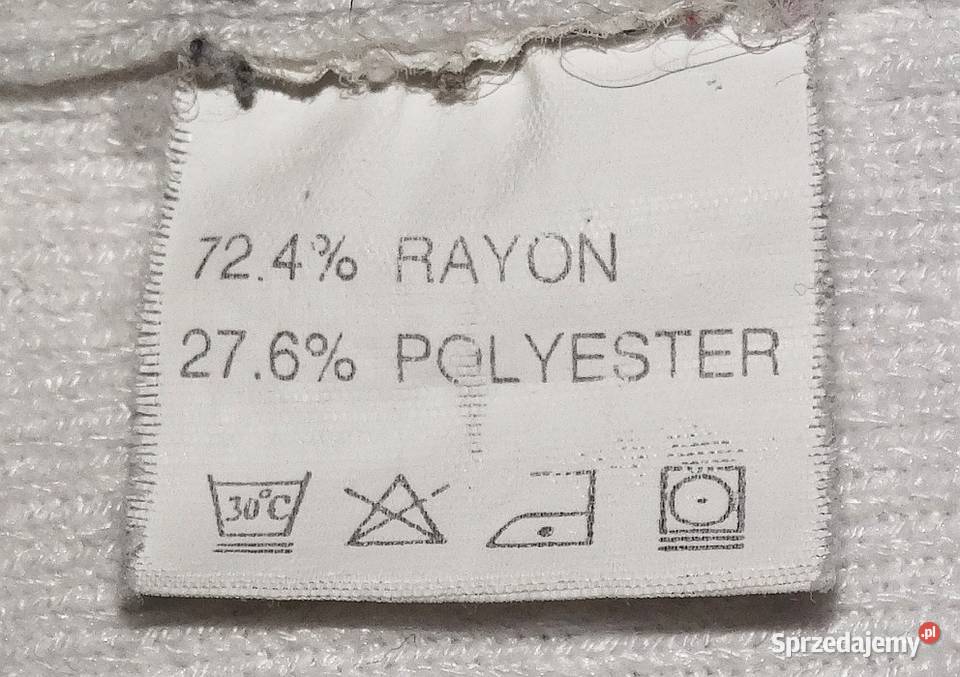 72.4% RAYON
27.6% POLYESTER
30°C
Sprzedajemy.pl